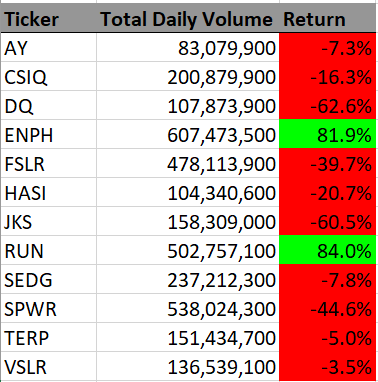 Ticker Total Daily Volume Return
AY 83,079,900 -7.3%
CSIQ 200,879,900 -16.3%
DQ 107,873,900 -62.6%
ENPH 607,473,500 81.9%
FSLR 478,113,900 -39.7%
HASI 104,340,600 -20.7%
JKS 158,309,000 -60.5%
RUN 502,757,100 84.0%
SEDG 237,212,300 -7.8%
SPWR 538,024,300 -44.6%
TERP 151,434,700 -5.0%
VSLR 136,539,100 -3.5%